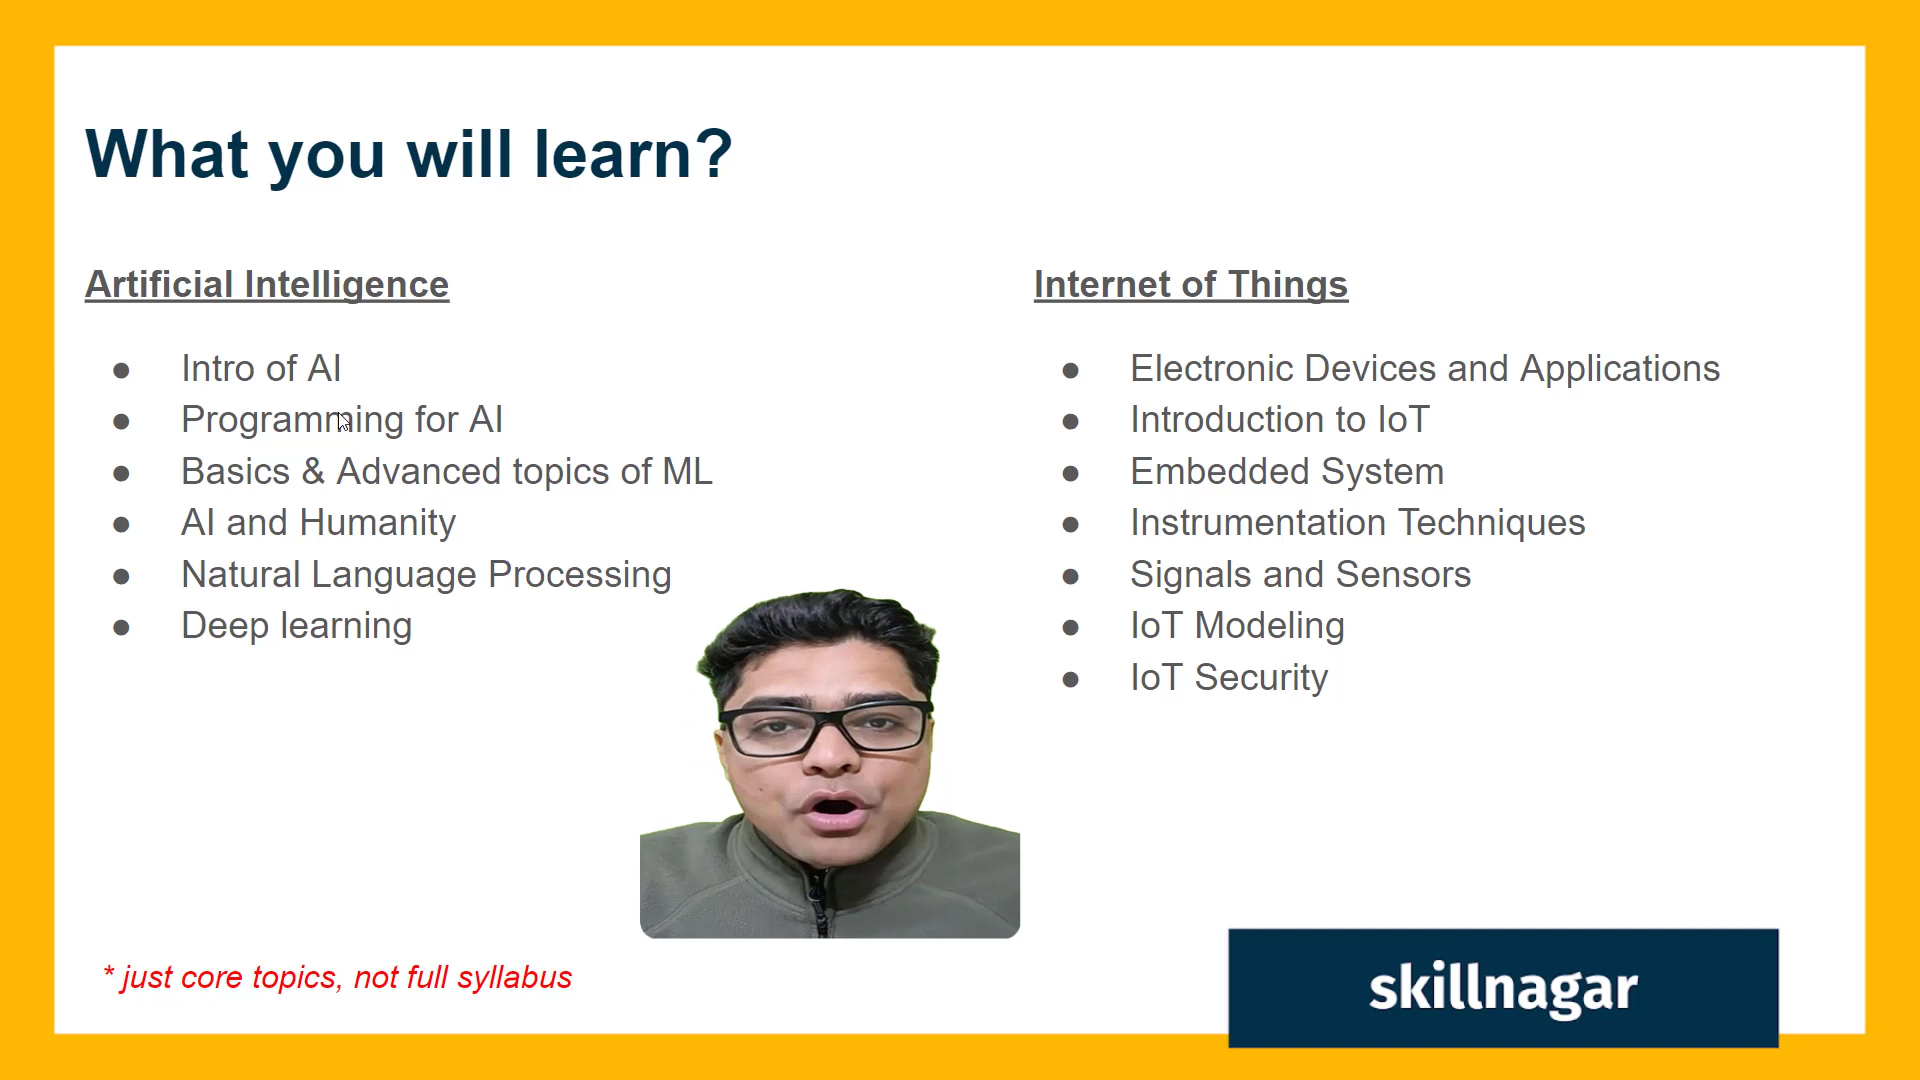 What you will learn?
Artificial Intelligence
● Intro of AI
● Programming for AI
● Basics & Advanced topics of ML
● AI and Humanity
● Natural Language Processing
● Deep learning
Internet of Things
● Electronic Devices and Applications
● Introduction to IoT
● Embedded System
● Instrumentation Techniques
● Signals and Sensors
● IoT Modeling
● IoT Security
* just core topics, not full syllabus
skillnagar